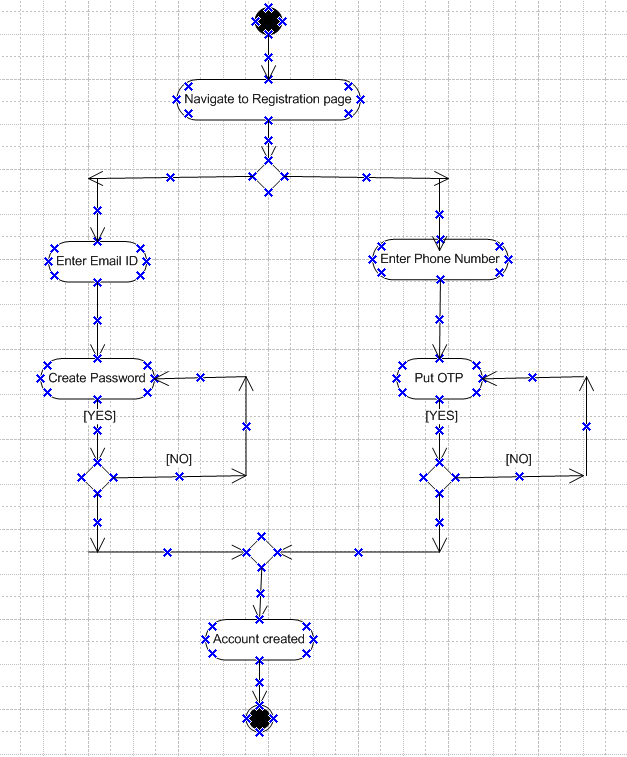 Navigate to Registration page
Enter Email ID
Enter Phone Number
Create Password
Put OTP
[YES]
[YES]
[NO]
[NO]
Account created